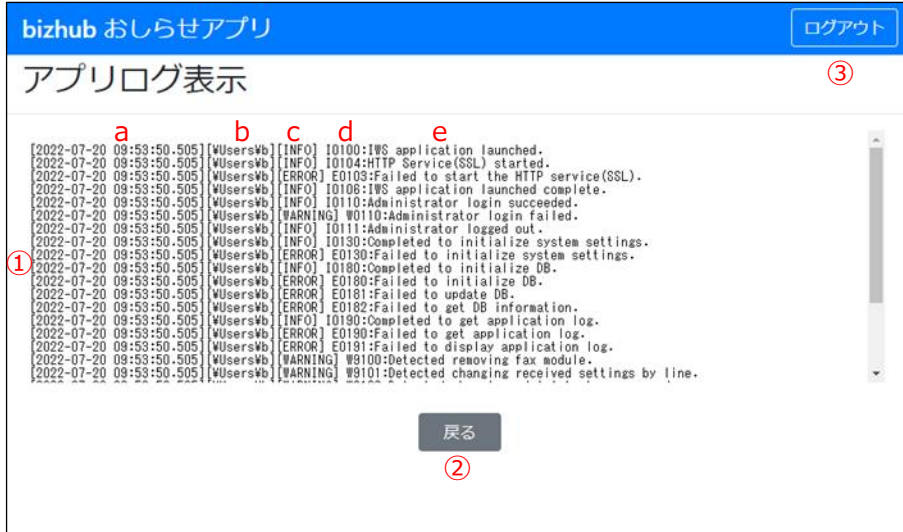 bizhub おしらせアプリ ログアウト
③
アプリログ表示
a b c d e
[2022-07-20 09:53:50.505][¥Users¥b][INFO] I0100:IWS application launched.
[2022-07-20 09:53:50.505][¥Users¥b][INFO] I0104:HTTP Service(SSL) started.
[2022-07-20 09:53:50.505][¥Users¥b][ERROR] E0103:Failed to start the HTTP service(SSL).
[2022-07-20 09:53:50.505][¥Users¥b][INFO] I0106:IWS application launched complete.
[2022-07-20 09:53:50.505][¥Users¥b][INFO] I0110:Administrator login succeeded.
[2022-07-20 09:53:50.505][¥Users¥b][WARNING] W0110:Administrator login failed.
[2022-07-20 09:53:50.505][¥Users¥b][INFO] I0111:Administrator logged out.
[2022-07-20 09:53:50.505][¥Users¥b][INFO] I0130:Completed to initialize system settings.
[2022-07-20 09:53:50.505][¥Users¥b][ERROR] E0130:Failed to initialize system settings.
① [2022-07-20 09:53:50.505][¥Users¥b][INFO] I0180:Completed to initialize DB.
[2022-07-20 09:53:50.505][¥Users¥b][ERROR] E0180:Failed to initialize DB.
[2022-07-20 09:53:50.505][¥Users¥b][ERROR] E0181:Failed to update DB.
[2022-07-20 09:53:50.505][¥Users¥b][ERROR] E0182:Failed to get DB information.
[2022-07-20 09:53:50.505][¥Users¥b][INFO] I0190:Completed to get application log.
[2022-07-20 09:53:50.505][¥Users¥b][ERROR] E0190:Failed to get application log.
[2022-07-20 09:53:50.505][¥Users¥b][ERROR] E0191:Failed to display application log.
[2022-07-20 09:53:50.505][¥Users¥b][WARNING] W9100:Detected removing fax module.
[2022-07-20 09:53:50.505][¥Users¥b][WARNING] W9101:Detected changing received settings by line.
戻る
②